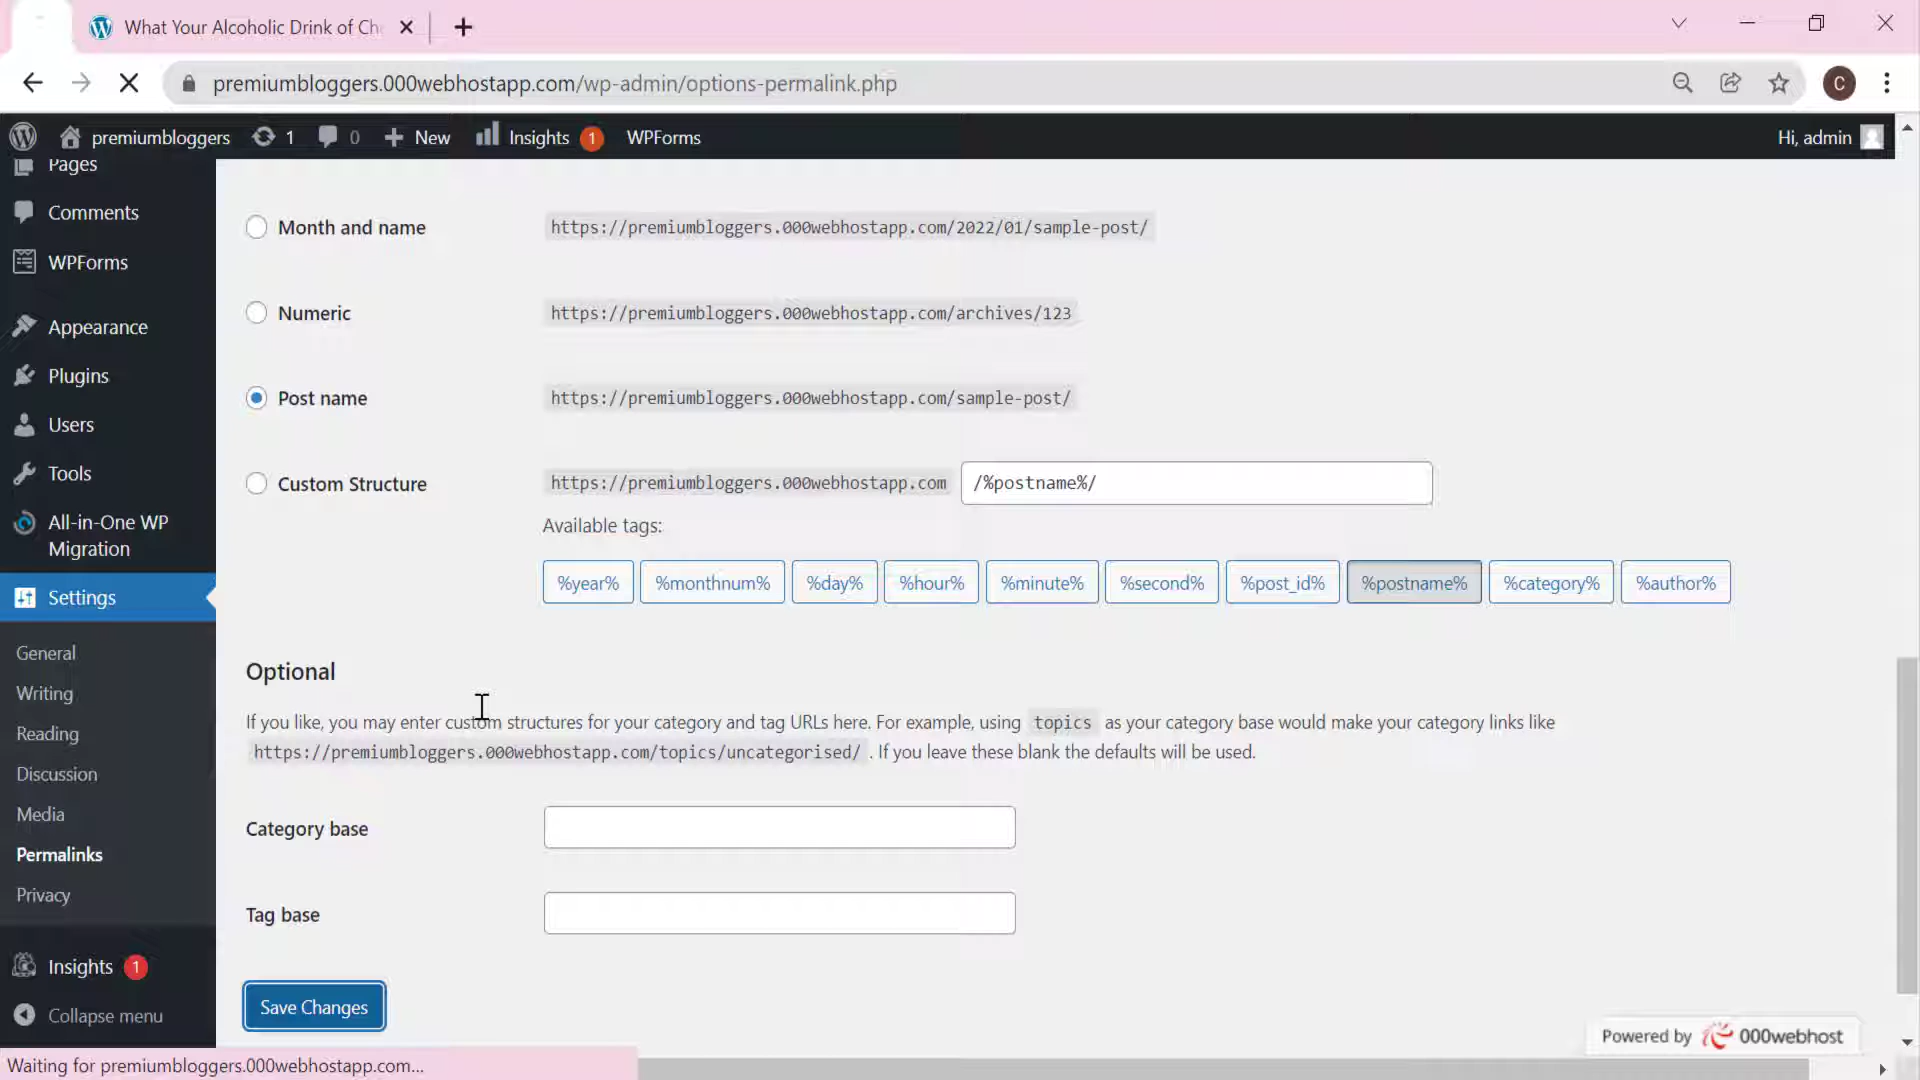 What Your Alcoholic Drink of Ch
premiumbloggers.000webhostapp.com/wp-admin/options-permalink.php
C
premiumbloggers 1 0 New Insights 1 WPForms
Hi, admin
Pages
Comments
WPForms
Appearance
Plugins
Users
Tools
All-in-One WP
Migration
Settings
General
Writing
Reading
Discussion
Media
Permalinks
Privacy
Insights 1
Collapse menu
Month and name https://premiumbloggers.000webhostapp.com/2022/01/sample-post/
Numeric https://premiumbloggers.000webhostapp.com/archives/123
Post name https://premiumbloggers.000webhostapp.com/sample-post/
Custom Structure https://premiumbloggers.000webhostapp.com /%postname%/
Available tags:
%year% %monthnum% %day% %hour% %minute% %second% %post_id% %postname% %category% %author%
Optional
If you like, you may enter custom structures for your category and tag URLs here. For example, using topics as your category base would make your category links like
https://premiumbloggers.000webhostapp.com/topics/uncategorised/ . If you leave these blank the defaults will be used.
Category base
Tag base
Save Changes
Powered by 000webhost
Waiting for premiumbloggers.000webhostapp.com...